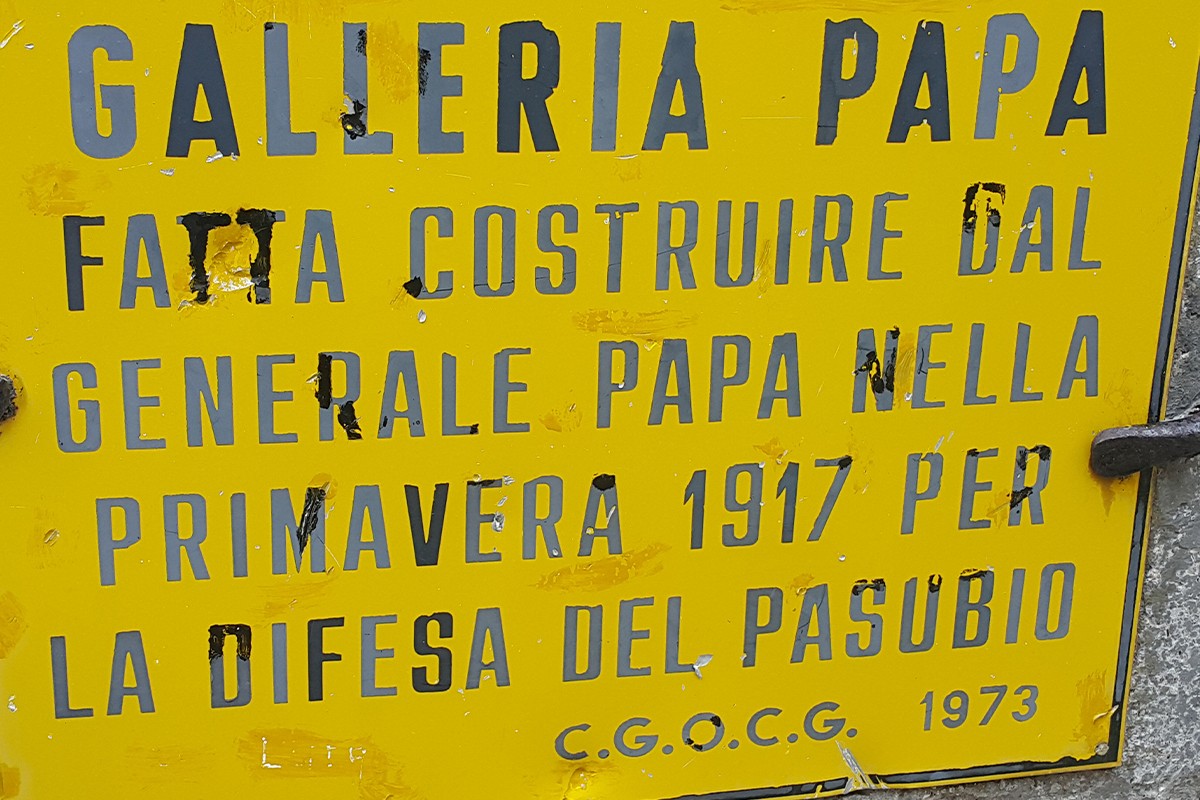 GALLERIA PAPA
FATTA COSTRUIRE DAL
GENERALE PAPA NELLA
PRIMAVERA 1917 PER
LA DIFESA DEL PASUBIO
C.G.O.C.G. 1973